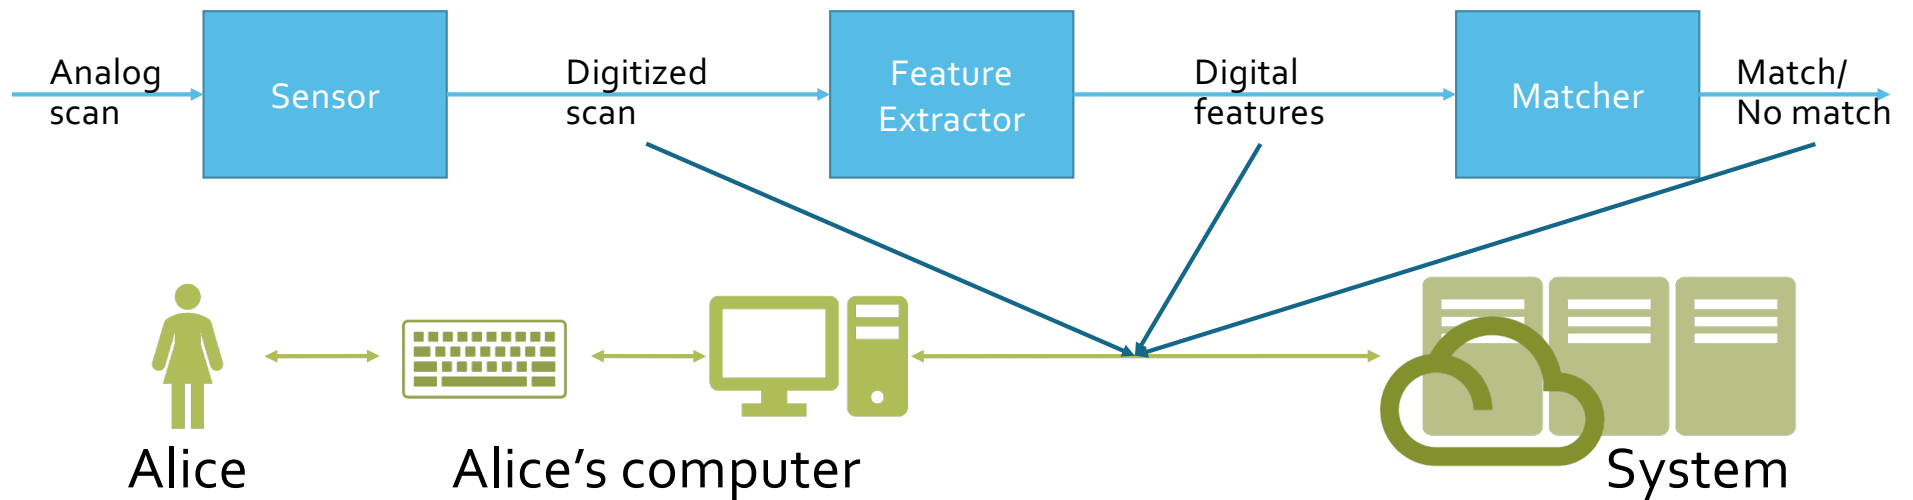 Analog
scan
Sensor
Digitized
scan
Feature
Extractor
Digital
features
Matcher
Match/
No match
Alice
Alice’s computer
System